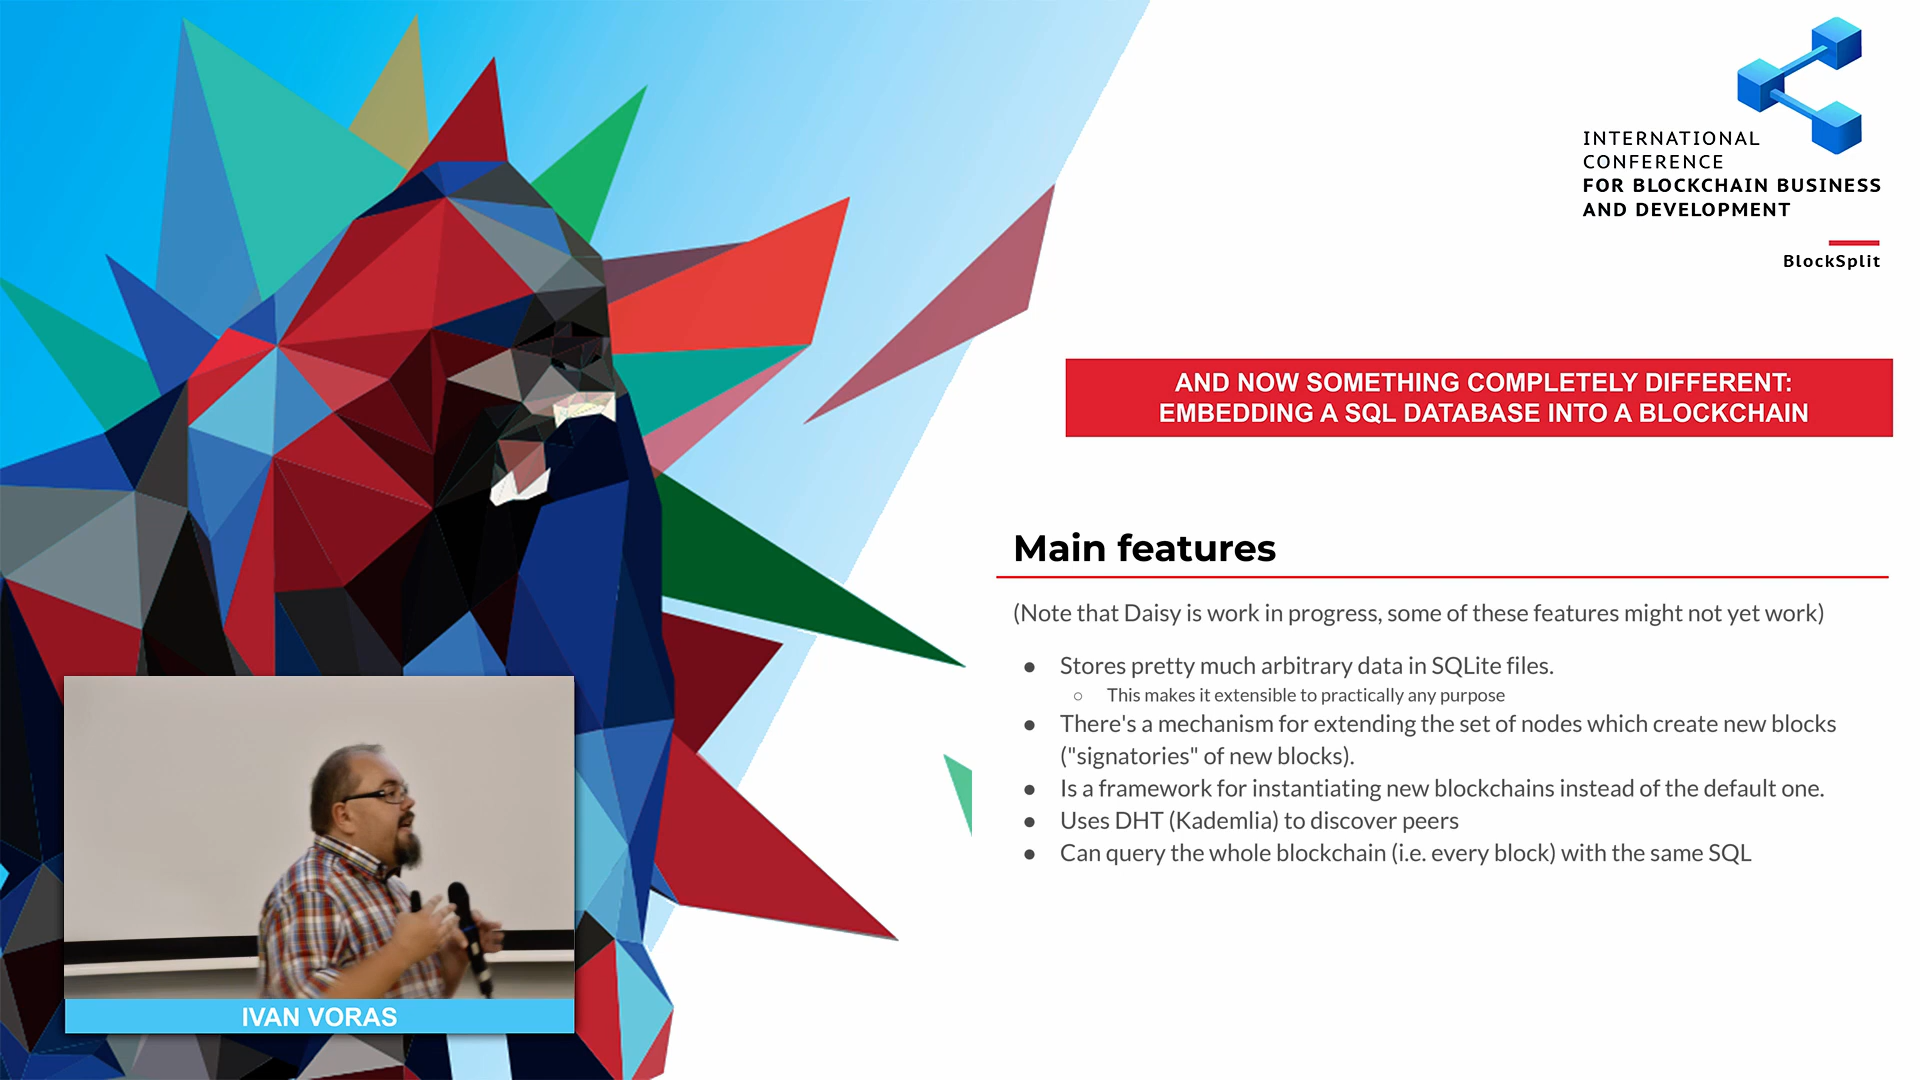 INTERNATIONAL
CONFERENCE
FOR BLOCKCHAIN BUSINESS
AND DEVELOPMENT
BlockSplit
AND NOW SOMETHING COMPLETELY DIFFERENT:
EMBEDDING A SQL DATABASE INTO A BLOCKCHAIN
Main features
(Note that Daisy is work in progress, some of these features might not yet work)
● Stores pretty much arbitrary data in SQLite files.
○ This makes it extensible to practically any purpose
● There's a mechanism for extending the set of nodes which create new blocks
("signatories" of new blocks).
● Is a framework for instantiating new blockchains instead of the default one.
● Uses DHT (Kademlia) to discover peers
● Can query the whole blockchain (i.e. every block) with the same SQL
IVAN VORAS